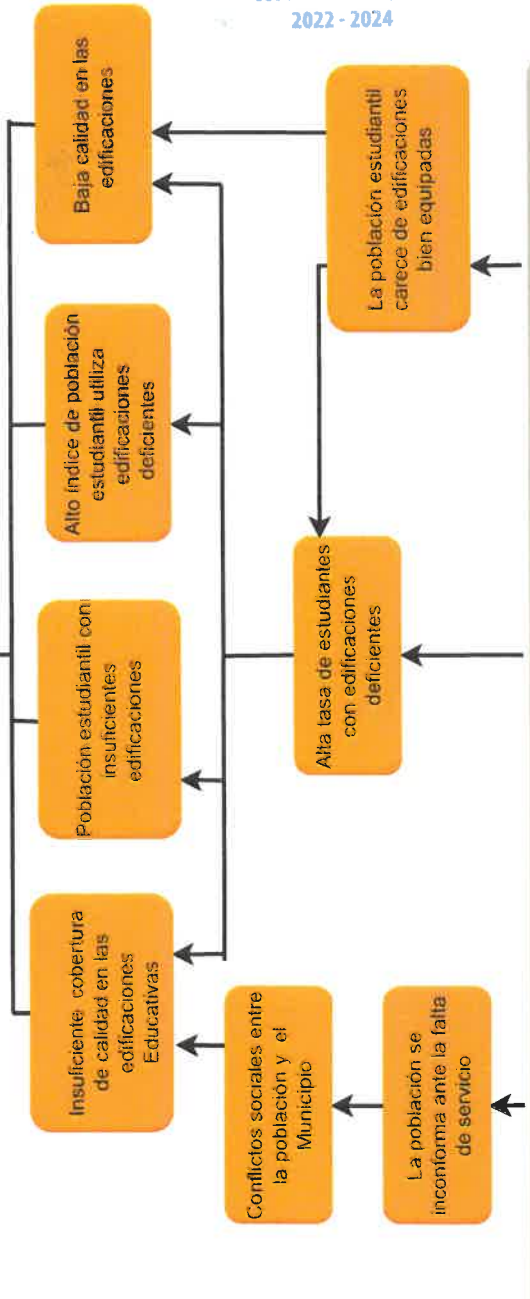 2022 - 2024
Insuficiente cobertura
de calidad en las
edificaciones
Educativas
Población estudiantil con
insuficientes
edificaciones
Alto índice de población
estudiantil utiliza
edificaciones
deficientes
Baja calidad en las
edificaciones
Conflictos sociales entre
la población y el
Municipio
Alta tasa de estudiantes
con edificaciones
deficientes
La población estudiantil
carece de edificaciones
bien equipadas
La población se
inconforma ante la falta
de servicio